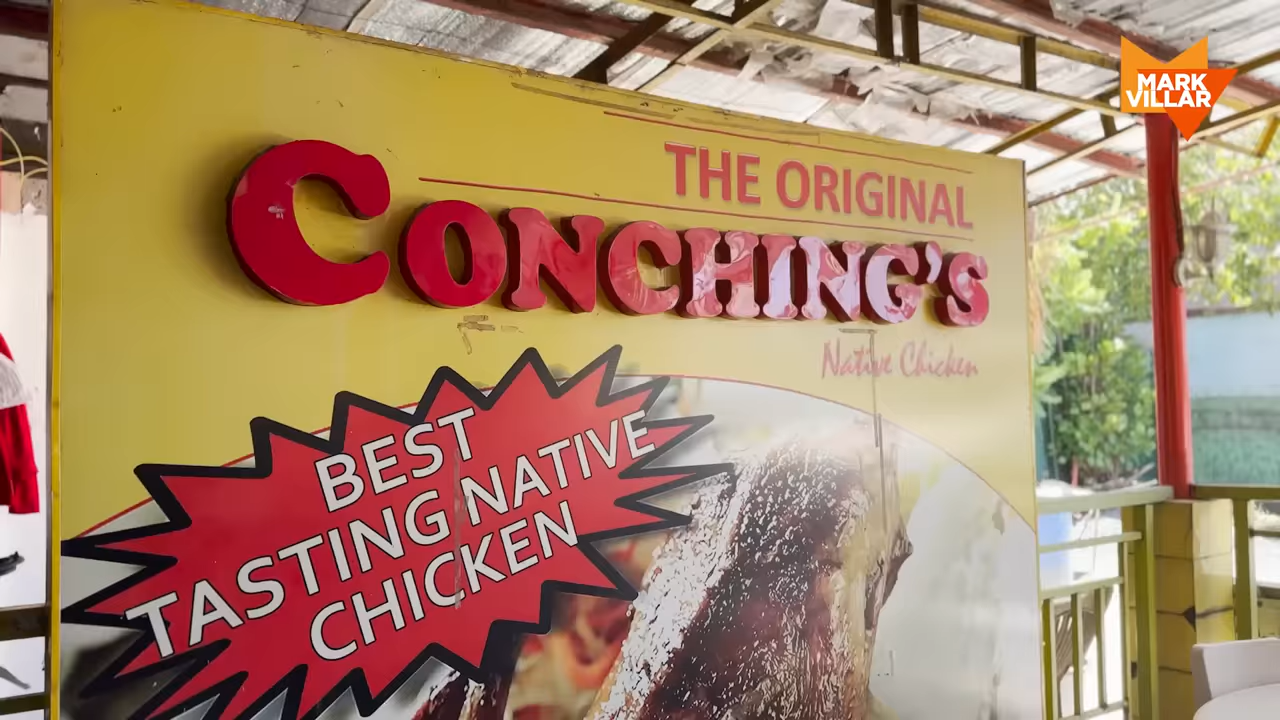 MARK
VILLAR
THE ORIGINAL
CONCHING'S
Native Chicken
BEST
TASTING NATIVE
CHICKEN